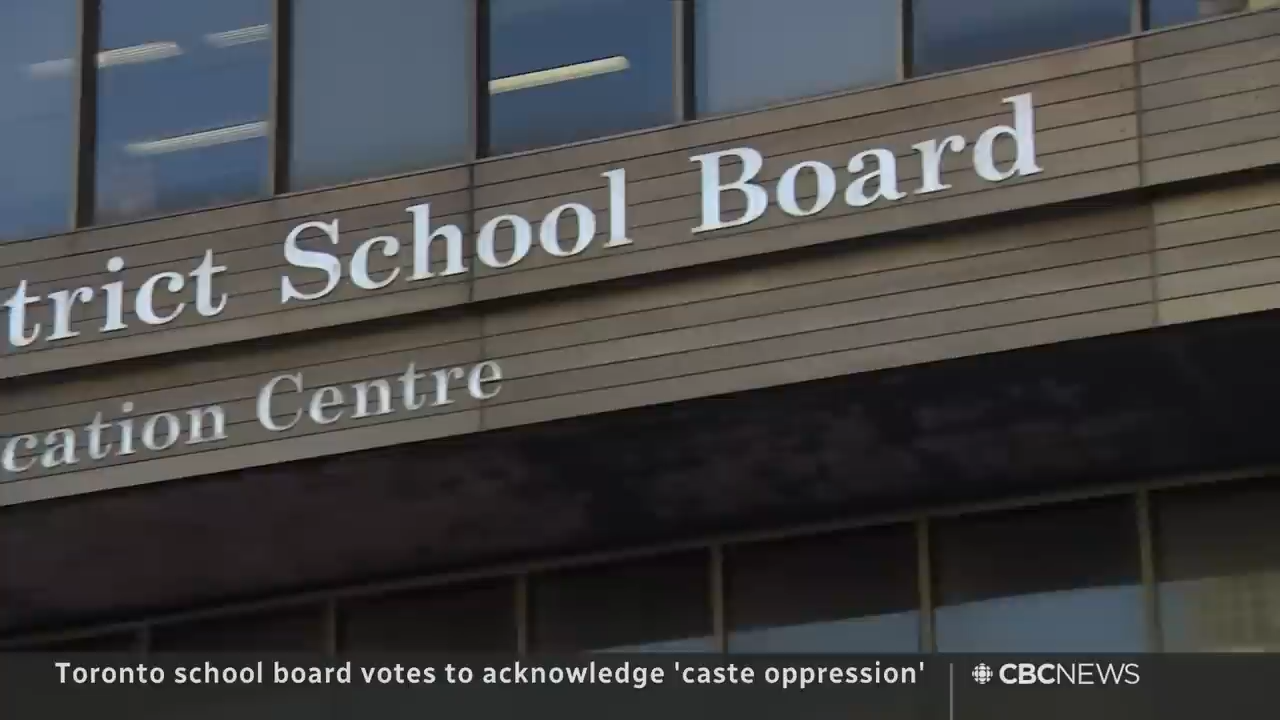 trict School Board
cation Centre
Toronto school board votes to acknowledge 'caste oppression'
CBCNEWS